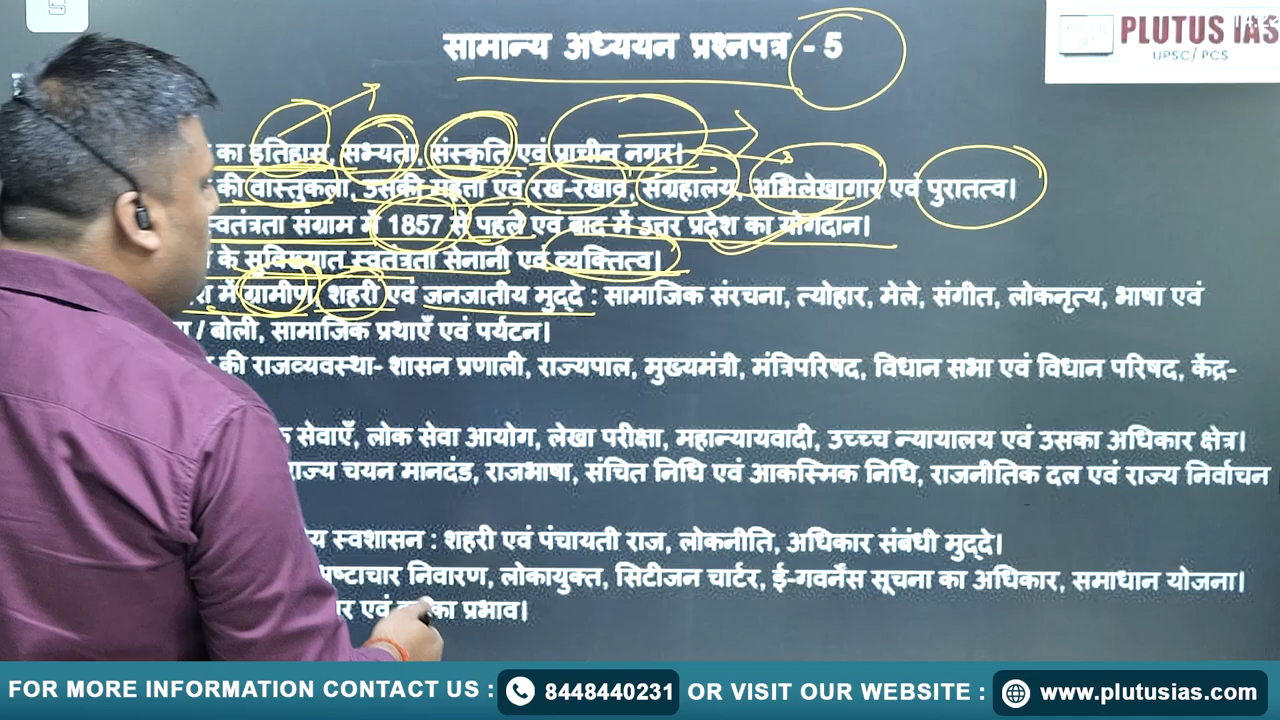 सामान्य अध्ययन प्रश्नपत्र - 5
PLUTUS IAS
UPSC/ PCS
का इतिहास, सभ्यता, संस्कृति एवं प्राचीन नगर।
की वास्तुकला, उसकी महत्ता एवं रख-रखाव, संग्रहालय, अभिलेखागार एवं पुरातत्व।
स्वतंत्रता संग्राम में 1857 से पहले एवं बाद में उत्तर प्रदेश का योगदान।
के सुविख्यात स्वतंत्रता सेनानी एवं व्यक्तित्व।
में ग्रामीण, शहरी एवं जनजातीय मुद्दे : सामाजिक संरचना, त्योहार, मेले, संगीत, लोकनृत्य, भाषा एवं
/ बोली, सामाजिक प्रथाएँ एवं पर्यटन।
की राजव्यवस्था- शासन प्रणाली, राज्यपाल, मुख्यमंत्री, मंत्रिपरिषद, विधान सभा एवं विधान परिषद, केंद्र-
सेवाएँ, लोक सेवा आयोग, लेखा परीक्षा, महान्यायवादी, उच्च्च न्यायालय एवं उसका अधिकार क्षेत्र।
राज्य चयन मानदंड, राजभाषा, संचित निधि एवं आकस्मिक निधि, राजनीतिक दल एवं राज्य निर्वाचन
स्वशासन : शहरी एवं पंचायती राज, लोकनीति, अधिकार संबंधी मुद्दे।
निवारण, लोकायुक्त, सिटीजन चार्टर, ई-गवर्नेंस सूचना का अधिकार, समाधान योजना।
एवं प्रभाव।
FOR MORE INFORMATION CONTACT US : 8448440231 OR VISIT OUR WEBSITE : www.plutusias.com